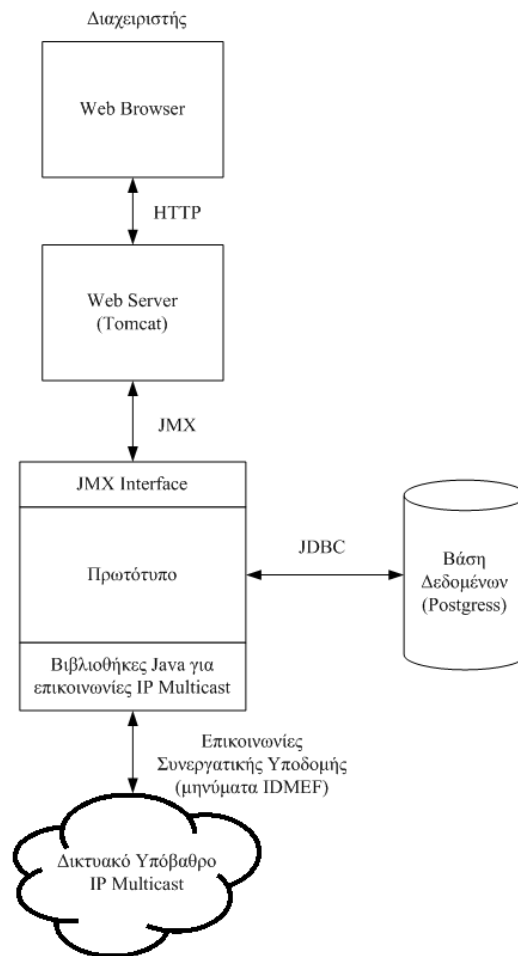 Διαχειριστής
Web Browser
HTTP
Web Server
(Tomcat)
JMX
JMX Interface
Πρωτότυπο
JDBC
Βάση
Δεδομένων
(Postgress)
Βιβλιοθήκες Java για
επικοινωνίες IP Multicast
Επικοινωνίες
Συνεργατικής Υποδομής
(μηνύματα IDMEF)
Δικτυακό Υπόβαθρο
IP Multicast